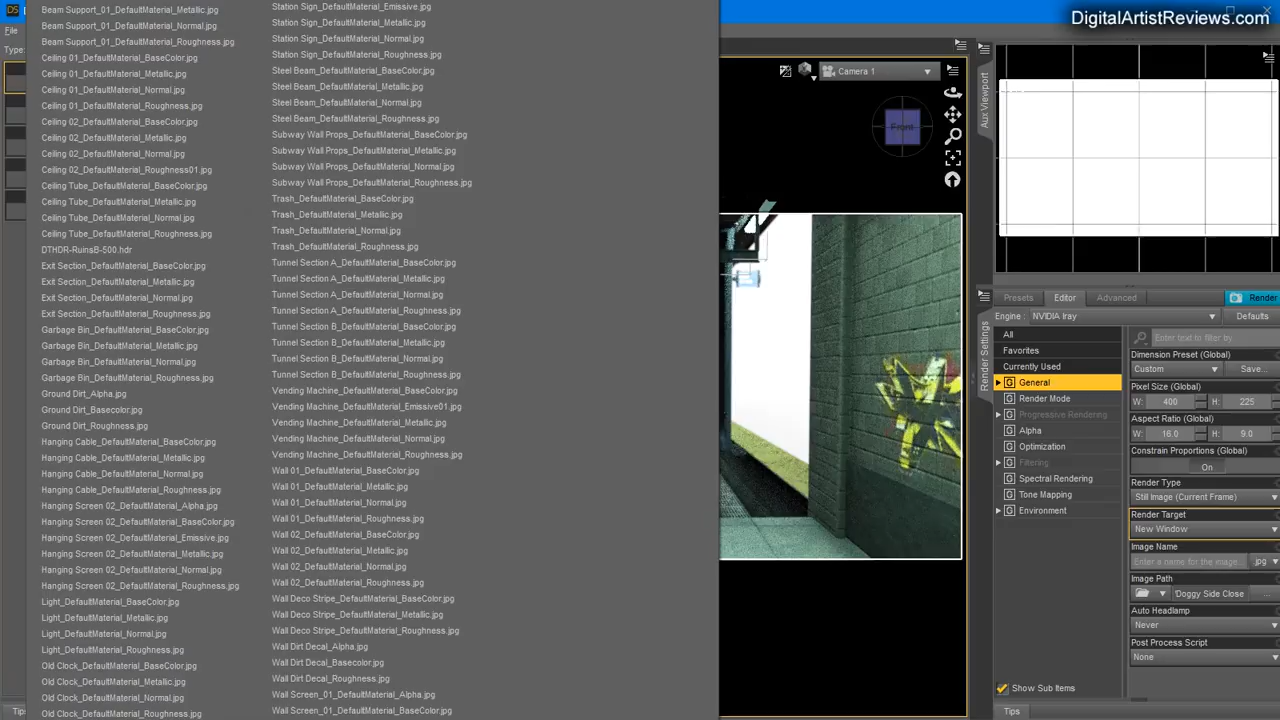 DigitalArtistReviews.com
DS
File
Type:
Beam Support_01_DefaultMaterial_Metallic.jpg
Beam Support_01_DefaultMaterial_Normal.jpg
Beam Support_01_DefaultMaterial_Roughness.jpg
Ceiling 01_DefaultMaterial_BaseColor.jpg
Ceiling 01_DefaultMaterial_Metallic.jpg
Ceiling 01_DefaultMaterial_Normal.jpg
Ceiling 01_DefaultMaterial_Roughness.jpg
Ceiling 02_DefaultMaterial_BaseColor.jpg
Ceiling 02_DefaultMaterial_Metallic.jpg
Ceiling 02_DefaultMaterial_Normal.jpg
Ceiling 02_DefaultMaterial_Roughness01.jpg
Ceiling Tube_DefaultMaterial_BaseColor.jpg
Ceiling Tube_DefaultMaterial_Metallic.jpg
Ceiling Tube_DefaultMaterial_Normal.jpg
Ceiling Tube_DefaultMaterial_Roughness.jpg
DTHDR-RuinsB-500.hdr
Exit Section_DefaultMaterial_BaseColor.jpg
Exit Section_DefaultMaterial_Metallic.jpg
Exit Section_DefaultMaterial_Normal.jpg
Exit Section_DefaultMaterial_Roughness.jpg
Garbage Bin_DefaultMaterial_BaseColor.jpg
Garbage Bin_DefaultMaterial_Metallic.jpg
Garbage Bin_DefaultMaterial_Normal.jpg
Garbage Bin_DefaultMaterial_Roughness.jpg
Ground Dirt_Alpha.jpg
Ground Dirt_Basecolor.jpg
Ground Dirt_Roughness.jpg
Hanging Cable_DefaultMaterial_BaseColor.jpg
Hanging Cable_DefaultMaterial_Metallic.jpg
Hanging Cable_DefaultMaterial_Normal.jpg
Hanging Cable_DefaultMaterial_Roughness.jpg
Hanging Screen 02_DefaultMaterial_Alpha.jpg
Hanging Screen 02_DefaultMaterial_BaseColor.jpg
Hanging Screen 02_DefaultMaterial_Emissive.jpg
Hanging Screen 02_DefaultMaterial_Metallic.jpg
Hanging Screen 02_DefaultMaterial_Normal.jpg
Hanging Screen 02_DefaultMaterial_Roughness.jpg
Light_DefaultMaterial_BaseColor.jpg
Light_DefaultMaterial_Metallic.jpg
Light_DefaultMaterial_Normal.jpg
Light_DefaultMaterial_Roughness.jpg
Old Clock_DefaultMaterial_BaseColor.jpg
Old Clock_DefaultMaterial_Metallic.jpg
Old Clock_DefaultMaterial_Normal.jpg
Old Clock_DefaultMaterial_Roughness.jpg
Station Sign_DefaultMaterial_Emissive.jpg
Station Sign_DefaultMaterial_Metallic.jpg
Station Sign_DefaultMaterial_Normal.jpg
Station Sign_DefaultMaterial_Roughness.jpg
Steel Beam_DefaultMaterial_BaseColor.jpg
Steel Beam_DefaultMaterial_Metallic.jpg
Steel Beam_DefaultMaterial_Normal.jpg
Steel Beam_DefaultMaterial_Roughness.jpg
Subway Wall Props_DefaultMaterial_BaseColor.jpg
Subway Wall Props_DefaultMaterial_Metallic.jpg
Subway Wall Props_DefaultMaterial_Normal.jpg
Subway Wall Props_DefaultMaterial_Roughness.jpg
Trash_DefaultMaterial_BaseColor.jpg
Trash_DefaultMaterial_Metallic.jpg
Trash_DefaultMaterial_Normal.jpg
Trash_DefaultMaterial_Roughness.jpg
Tunnel Section A_DefaultMaterial_BaseColor.jpg
Tunnel Section A_DefaultMaterial_Metallic.jpg
Tunnel Section A_DefaultMaterial_Normal.jpg
Tunnel Section A_DefaultMaterial_Roughness.jpg
Tunnel Section B_DefaultMaterial_BaseColor.jpg
Tunnel Section B_DefaultMaterial_Metallic.jpg
Tunnel Section B_DefaultMaterial_Normal.jpg
Tunnel Section B_DefaultMaterial_Roughness.jpg
Vending Machine_DefaultMaterial_BaseColor.jpg
Vending Machine_DefaultMaterial_Emissive01.jpg
Vending Machine_DefaultMaterial_Metallic.jpg
Vending Machine_DefaultMaterial_Normal.jpg
Vending Machine_DefaultMaterial_Roughness.jpg
Wall 01_DefaultMaterial_BaseColor.jpg
Wall 01_DefaultMaterial_Metallic.jpg
Wall 01_DefaultMaterial_Normal.jpg
Wall 01_DefaultMaterial_Roughness.jpg
Wall 02_DefaultMaterial_BaseColor.jpg
Wall 02_DefaultMaterial_Metallic.jpg
Wall 02_DefaultMaterial_Normal.jpg
Wall 02_DefaultMaterial_Roughness.jpg
Wall Deco Stripe_DefaultMaterial_BaseColor.jpg
Wall Deco Stripe_DefaultMaterial_Metallic.jpg
Wall Deco Stripe_DefaultMaterial_Roughness.jpg
Wall Dirt Decal_Alpha.jpg
Wall Dirt Decal_Basecolor.jpg
Wall Dirt Decal_Roughness.jpg
Wall Screen_01_DefaultMaterial_Alpha.jpg
Wall Screen_01_DefaultMaterial_BaseColor.jpg
Tips
Camera 1
Front
Aux Viewport
Render Settings
Presets Editor Advanced Render
Engine : NVIDIA Iray Defaults
All
Favorites
Currently Used
G General
G Render Mode
G Progressive Rendering
G Alpha
G Optimization
G Filtering
G Spectral Rendering
G Tone Mapping
G Environment
Show Sub Items
Tips
Enter text to filter by
Dimension Preset (Global)
Custom Save...
Pixel Size (Global)
W: 400 H: 225
Aspect Ratio (Global)
W: 16.0 H: 9.0
Constrain Proportions (Global)
On
Render Type
Still Image (Current Frame)
Render Target
New Window
Image Name
Enter a name for the image... jpg
Image Path
'Doggy Side Close ...
Auto Headlamp
Never
Post Process Script
None